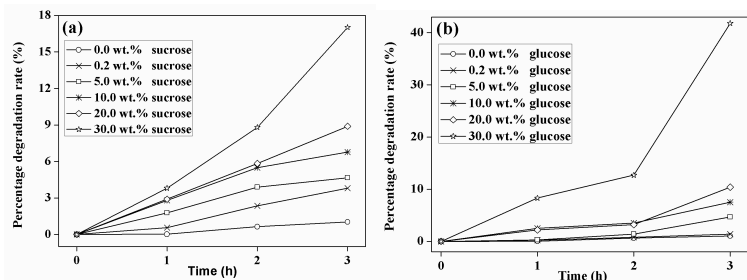 (a)
Percentage degradation rate (%)
18
15
12
9
6
3
0
0.0 wt.% sucrose
0.2 wt.% sucrose
5.0 wt.% sucrose
10.0 wt.% sucrose
20.0 wt.% sucrose
30.0 wt.% sucrose
0 1 2 3
Time (h)
(b)
Percentage degradation rate (%)
40
30
20
10
0
0.0 wt.% glucose
0.2 wt.% glucose
5.0 wt.% glucose
10.0 wt.% glucose
20.0 wt.% glucose
30.0 wt.% glucose
0 1 2 3
Time (h)